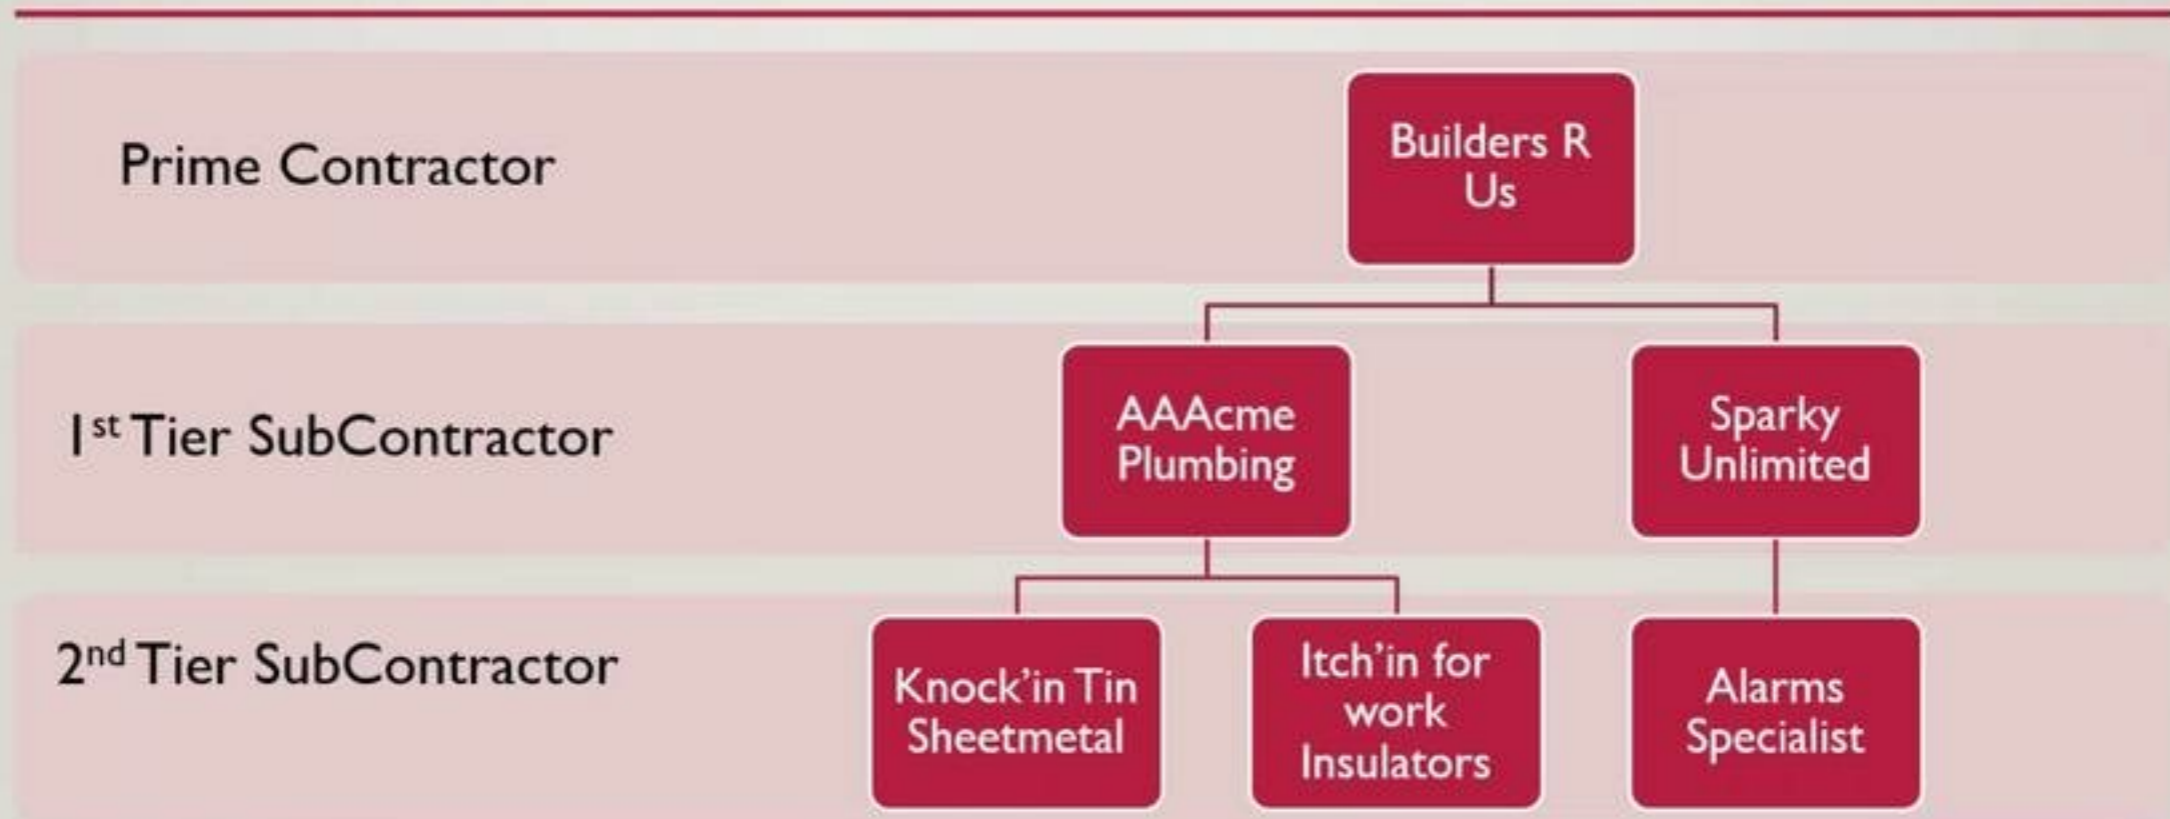 Prime Contractor
Builders R
Us
1st Tier SubContractor
AAAcme
Plumbing
Sparky
Unlimited
2nd Tier SubContractor
Knock'in Tin
Sheetmetal
Itch'in for
work
Insulators
Alarms
Specialist